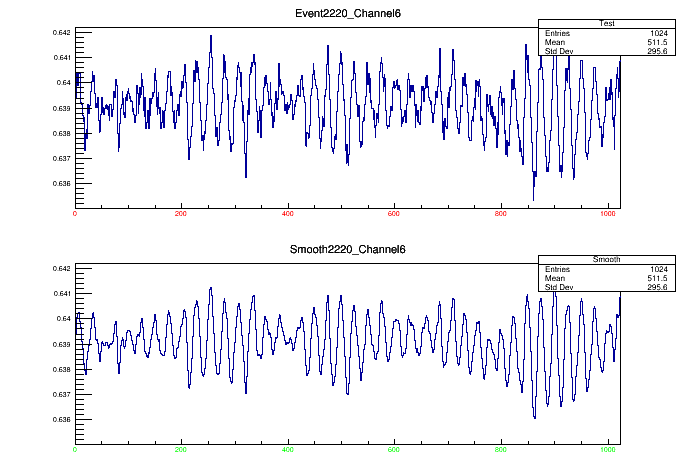 Event2220_Channel6
Test
Entries 1024
Mean 511.5
Std Dev 295.6
0.642
0.641
0.64
0.639
0.638
0.637
0.636
0 200 400 600 800 1000
Smooth2220_Channel6
Smooth
Entries 1024
Mean 511.5
Std Dev 295.6
0.642
0.641
0.64
0.639
0.638
0.637
0.636
0 200 400 600 800 1000